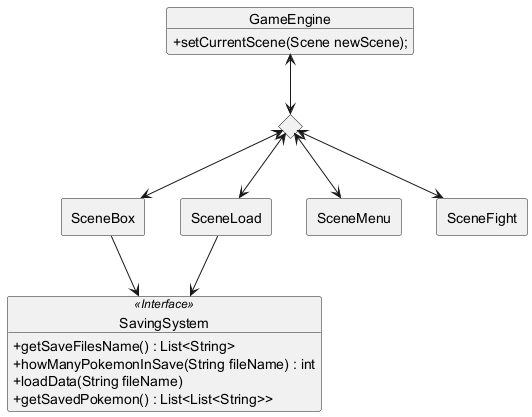 GameEngine
+setCurrentScene(Scene newScene);
SceneBox
SceneLoad
SceneMenu
SceneFight
«Interface»
SavingSystem
+getSaveFilesName() : List<String>
+howManyPokemonInSave(String fileName) : int
+loadData(String fileName)
+getSavedPokemon() : List<List<String>>